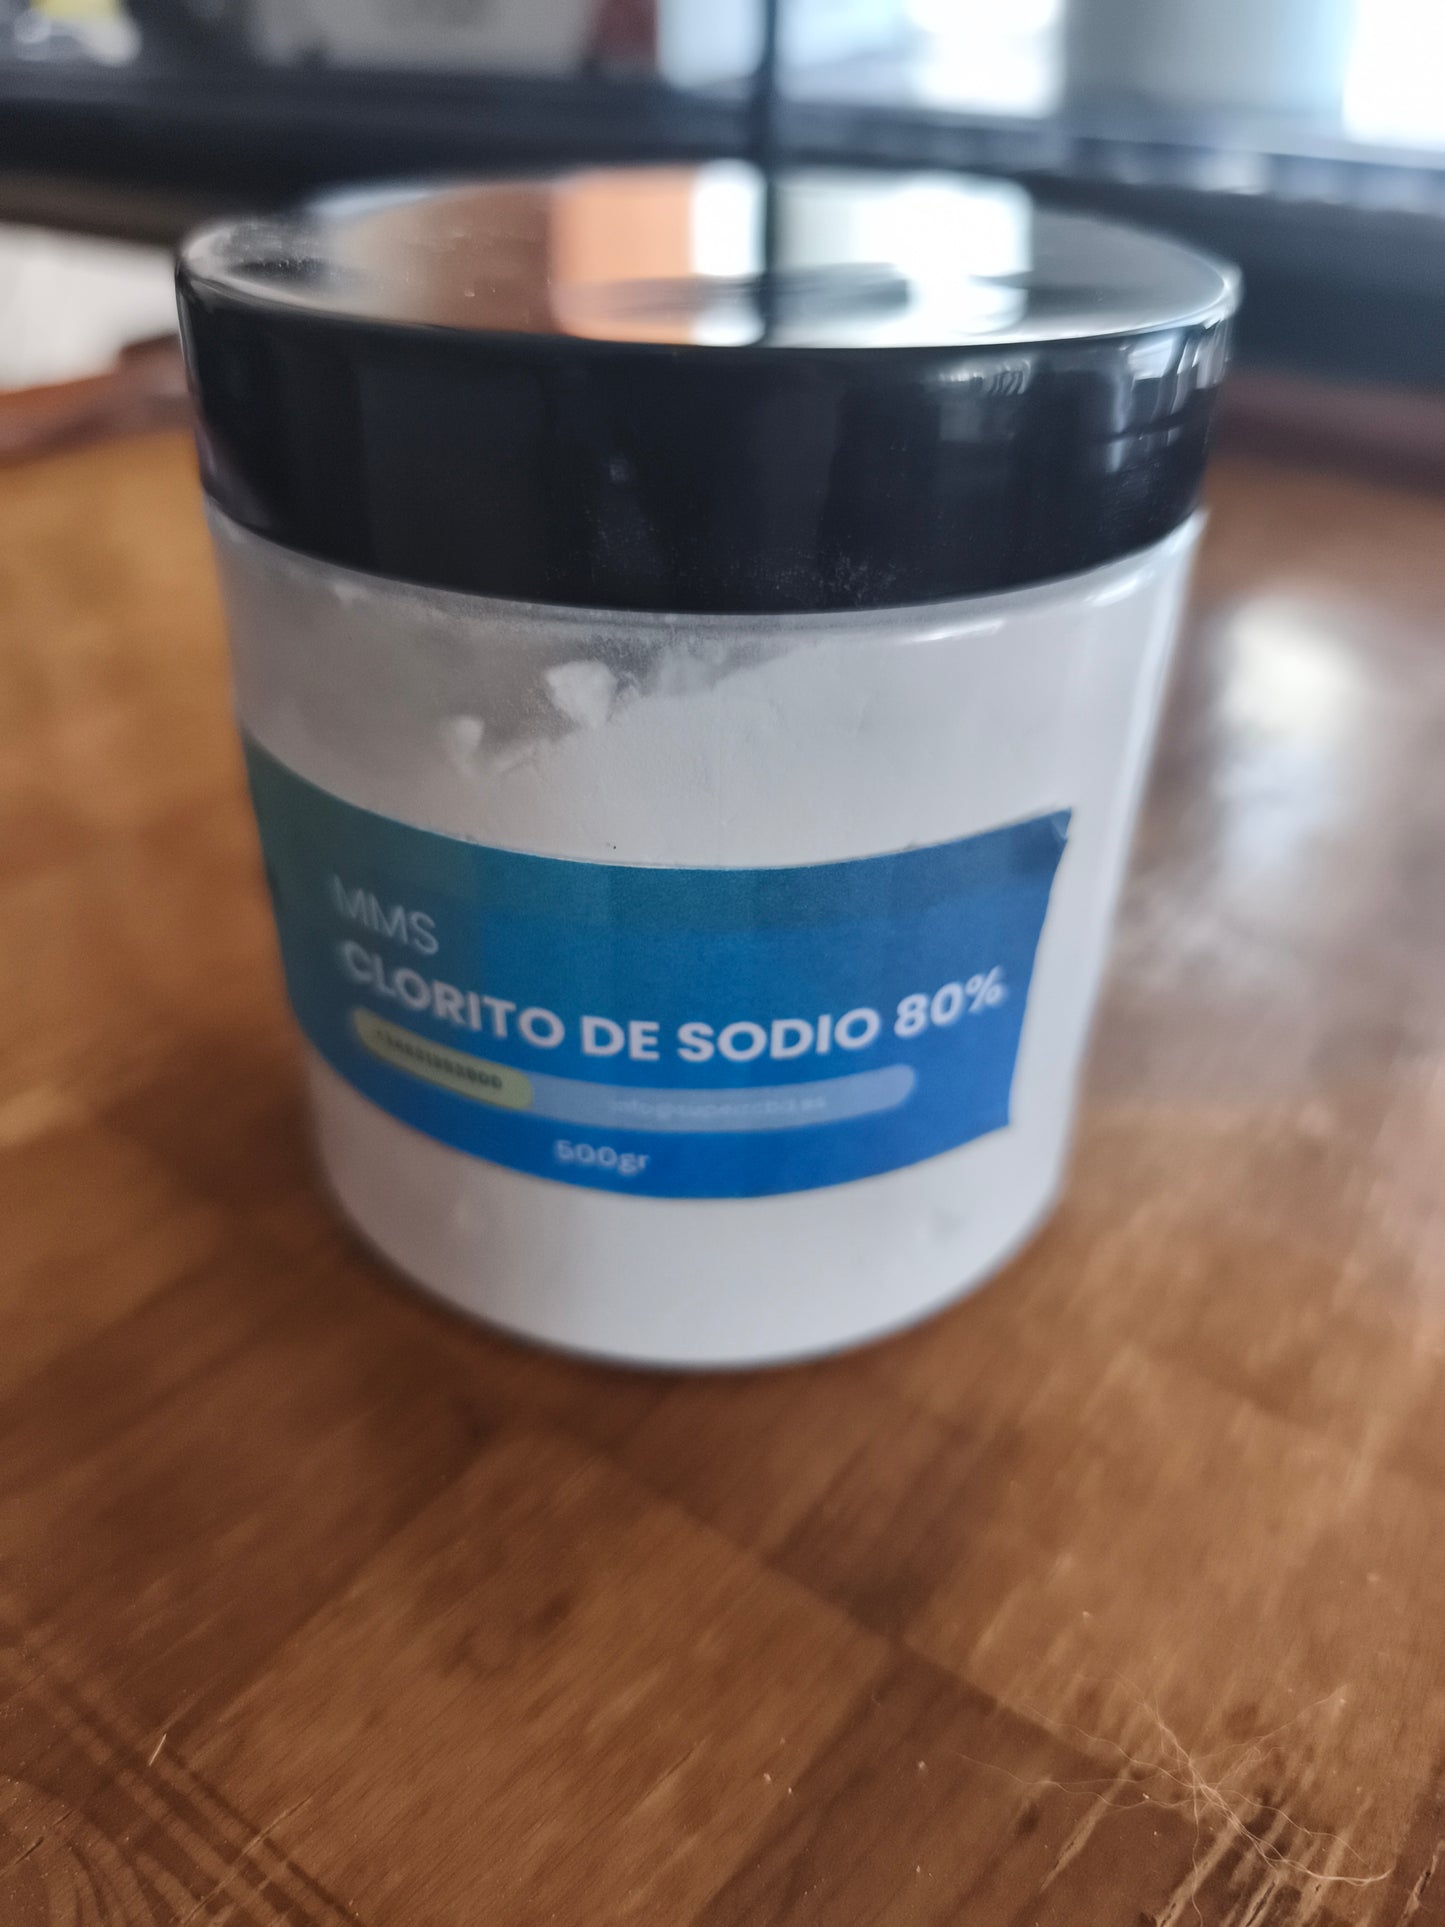 MMS
CLORITO DE SODIO 80%
500gr